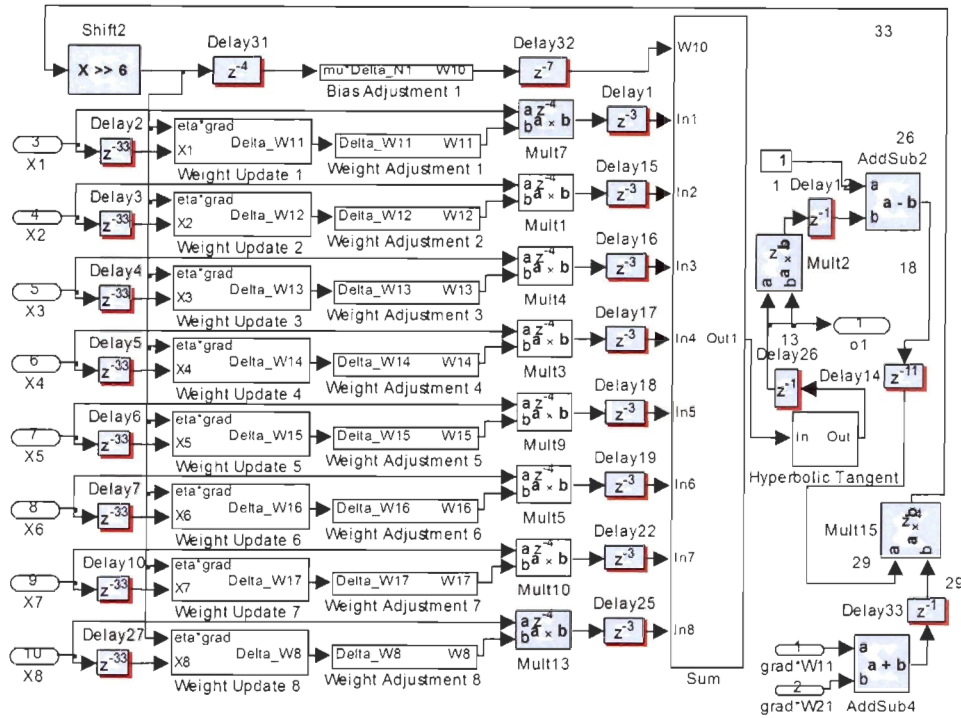 Shift2
X >> 6
Delay31
z-4
mu*Delta_N1 W10
Bias Adjustment 1
Delay32
z-7
W10
33
3
X1
Delay2
z-33
eta*grad
X1
Delta_W11
Weight Update 1
Delta_W11 W11
Weight Adjustment 1
a z-4
b a × b
Mult7
Delay1
z-3
In1
4
X2
Delay3
z-33
eta*grad
X2
Delta_W12
Weight Update 2
Delta_W12 W12
Weight Adjustment 2
a z-4
b a × b
Mult1
Delay15
z-3
In2
5
X3
Delay4
z-33
eta*grad
X3
Delta_W13
Weight Update 3
Delta_W13 W13
Weight Adjustment 3
a z-4
b a × b
Mult4
Delay16
z-3
In3
6
X4
Delay5
z-33
eta*grad
X4
Delta_W14
Weight Update 4
Delta_W14 W14
Weight Adjustment 4
a z-4
b a × b
Mult3
Delay17
z-3
In4
Out1
7
X5
Delay6
z-33
eta*grad
X5
Delta_W15
Weight Update 5
Delta_W15 W15
Weight Adjustment 5
a z-4
b a × b
Mult9
Delay18
z-3
In5
8
X6
Delay7
z-33
eta*grad
X6
Delta_W16
Weight Update 6
Delta_W16 W16
Weight Adjustment 6
a z-4
b a × b
Mult5
Delay19
z-3
In6
9
X7
Delay10
z-33
eta*grad
X7
Delta_W17
Weight Update 7
Delta_W17 W17
Weight Adjustment 7
a z-4
b a × b
Mult10
Delay22
z-3
In7
10
X8
Delay27
z-33
eta*grad
X8
Delta_W8
Weight Update 8
Delta_W8 W8
Weight Adjustment 8
a z-4
b a × b
Mult13
Delay25
z-3
In8
Sum
26
AddSub2
a
b
a - b
1
1
Delay12
z-1
a
b
a × b
Mult2
18
13
1
o1
Delay26
z-1
Delay14
z-11
In Out
Hyperbolic Tangent
Mult15
a
b
a × b
29
29
Delay33
z-1
1
grad*W11
2
grad*W21
a
b
a + b
AddSub4